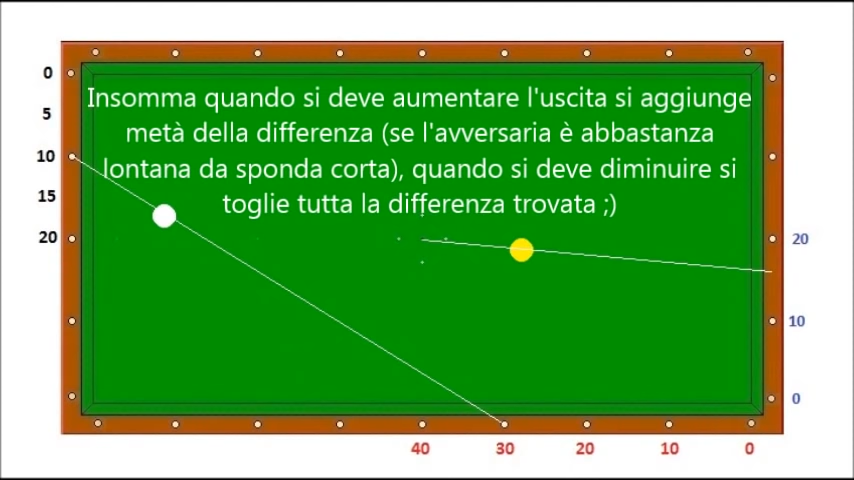 0
Insomma quando si deve aumentare l'uscita si aggiunge
5
metà della differenza (se l'avversaria è abbastanza
10
lontana da sponda corta), quando si deve diminuire si
15
toglie tutta la differenza trovata ;)
20
20
10
0
40 30 20 10 0